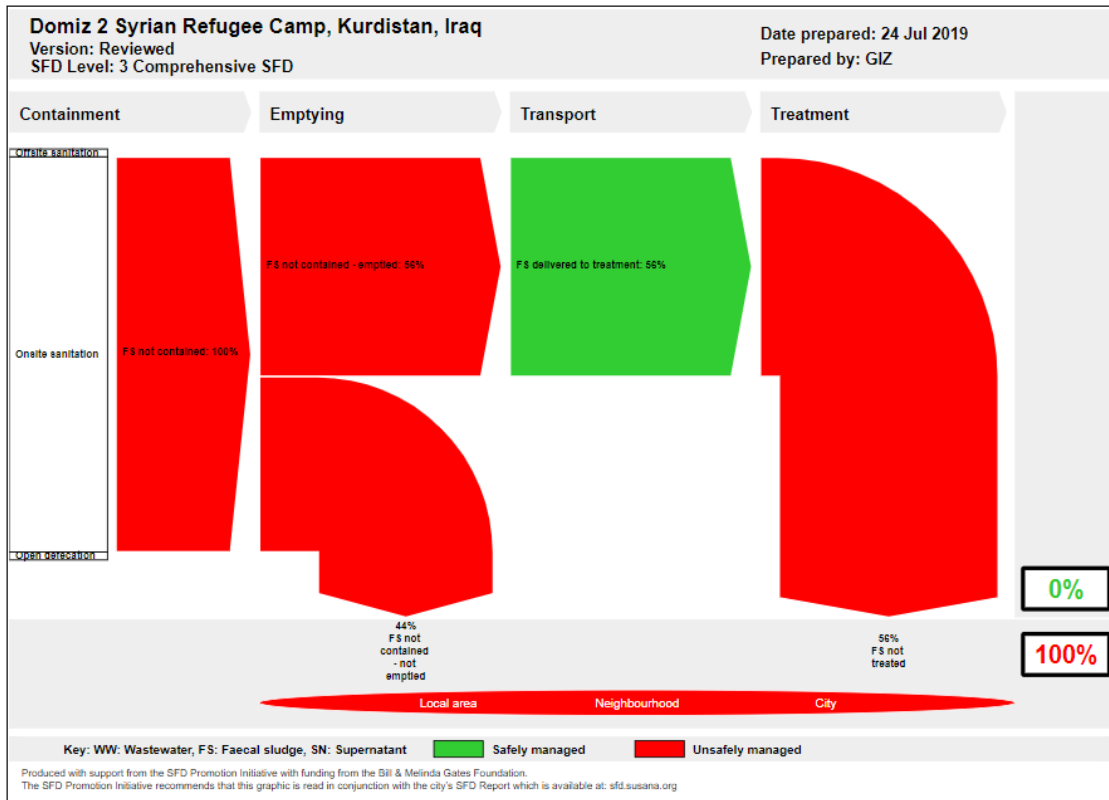 Domiz 2 Syrian Refugee Camp, Kurdistan, Iraq
Version: Reviewed
SFD Level: 3 Comprehensive SFD
Date prepared: 24 Jul 2019
Prepared by: GIZ
Containment
Emptying
Transport
Treatment
Offsite sanitation
Onsite sanitation
Open defecation
FS not contained: 100%
FS not contained - emptied: 56%
FS delivered to treatment: 56%
0%
44%
FS not
contained
- not
emptied
56%
FS not
treated
100%
Local area
Neighbourhood
City
Key: WW: Wastewater, FS: Faecal sludge, SN: Supernatant
Safely managed
Unsafely managed
Produced with support from the SFD Promotion Initiative with funding from the Bill & Melinda Gates Foundation.
The SFD Promotion Initiative recommends that this graphic is read in conjunction with the city's SFD Report which is available at: sfd.susana.org